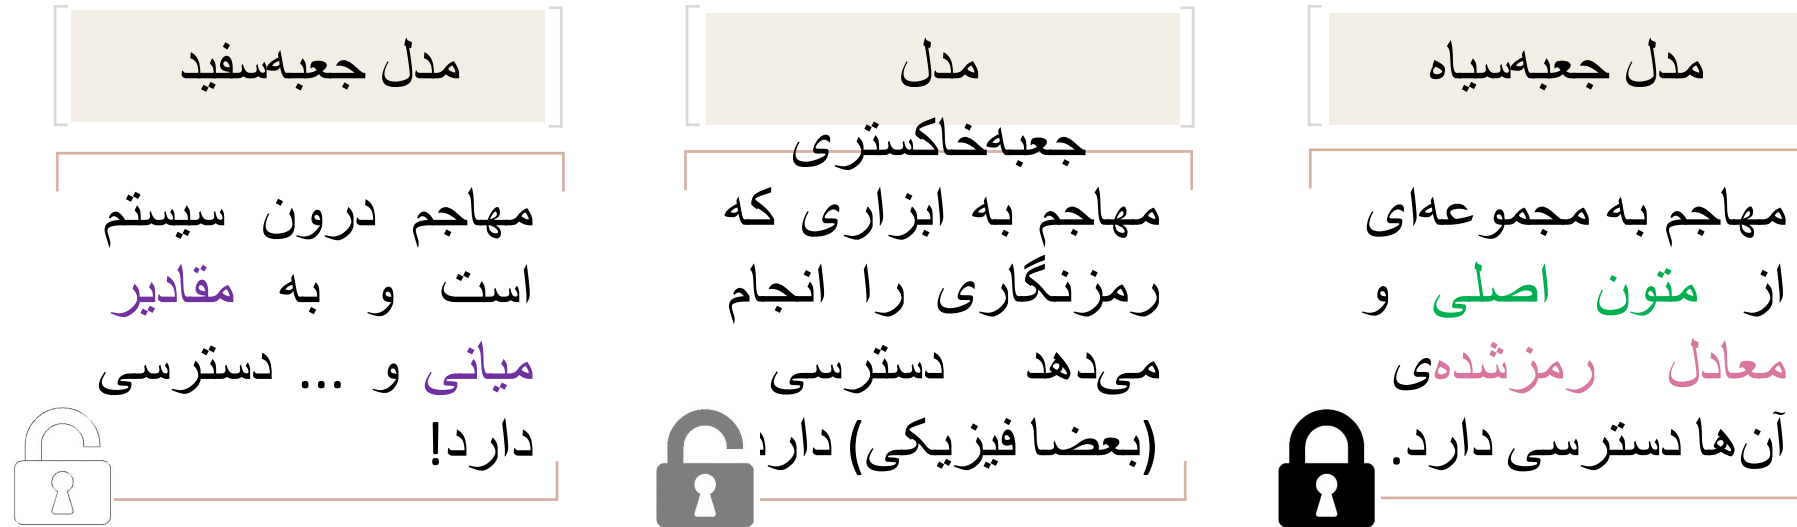 مدل جعبه‌سیاه
مهاجم به مجموعه‌ای
از متون اصلی و
معادل رمزشده‌ی
آن‌ها دسترسی دارد.
مدل
جعبه‌خاکستری
مهاجم به ابزاری که
رمزنگاری را انجام
می‌دهد دسترسی
(بعضا فیزیکی) دارد
مدل جعبه‌سفید
مهاجم درون سیستم
است و به مقادیر
میانی و ... دسترسی
دارد!